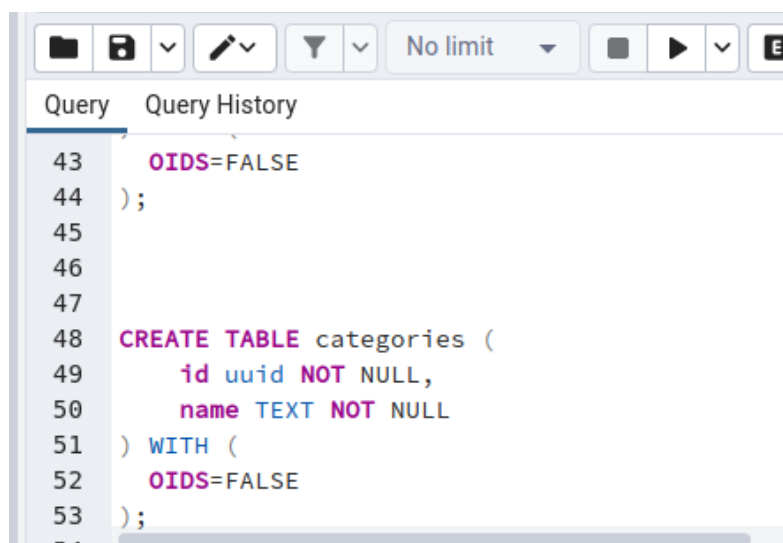 No limit
E
Query Query History
43 OIDS=FALSE
44 );
45
46
47
48 CREATE TABLE categories (
49 id uuid NOT NULL,
50 name TEXT NOT NULL
51 ) WITH (
52 OIDS=FALSE
53 );